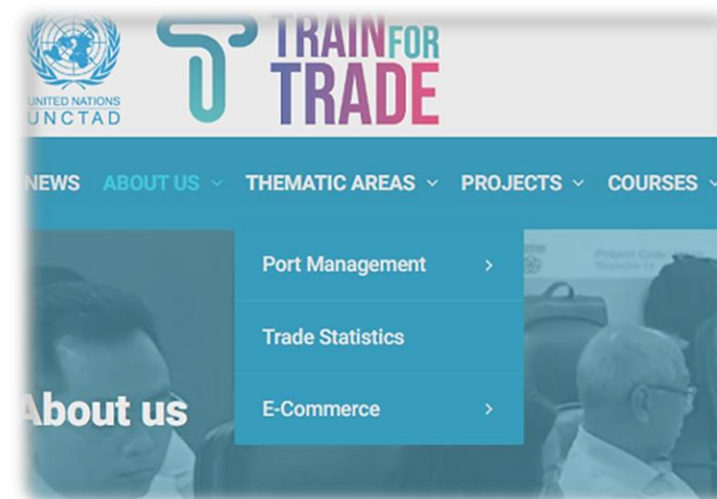 TRAIN FOR
TRADE
UNITED NATIONS
UNCTAD
NEWS ABOUT US THEMATIC AREAS PROJECTS COURSES
Port Management
Trade Statistics
E-Commerce
About us